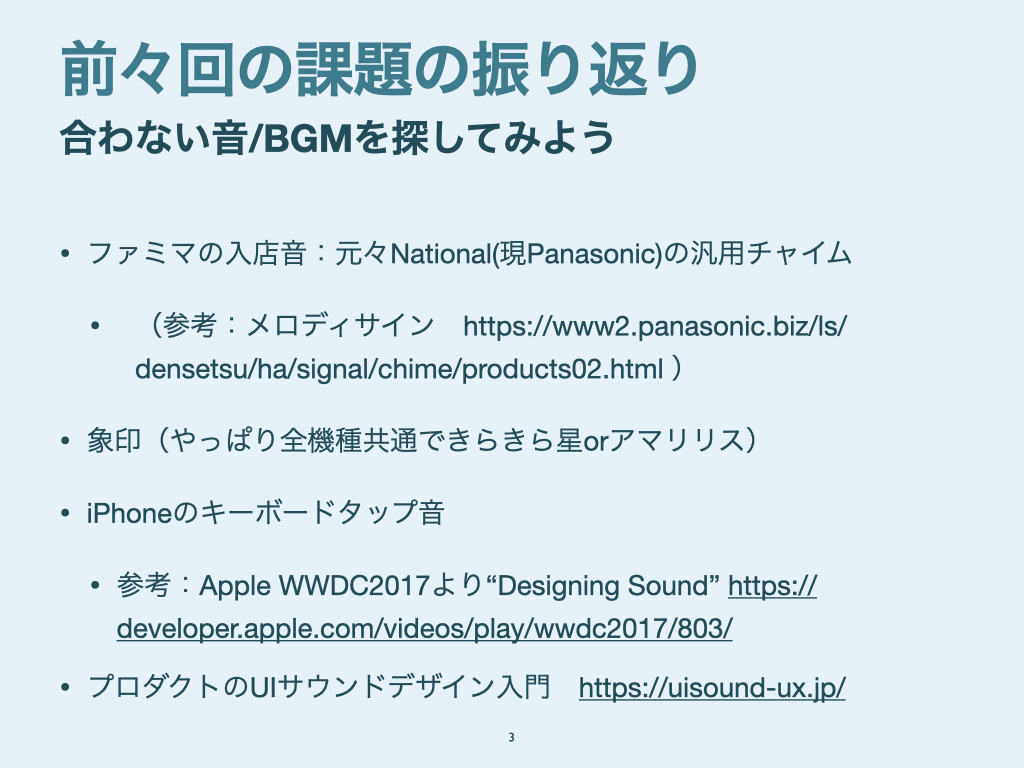 前々回の課題の振り返り
合わない音/BGMを探してみよう
• ファミマの入店音：元々National(現Panasonic)の汎用チャイム
• （参考：メロディサイン　https://www2.panasonic.biz/ls/
densetsu/ha/signal/chime/products02.html ）
• 象印（やっぱり全機種共通できらきら星orアマリリス）
• iPhoneのキーボードタップ音
• 参考：Apple WWDC2017より“Designing Sound” https://
developer.apple.com/videos/play/wwdc2017/803/
• プロダクトのUIサウンドデザイン入門　https://uisound-ux.jp/
3